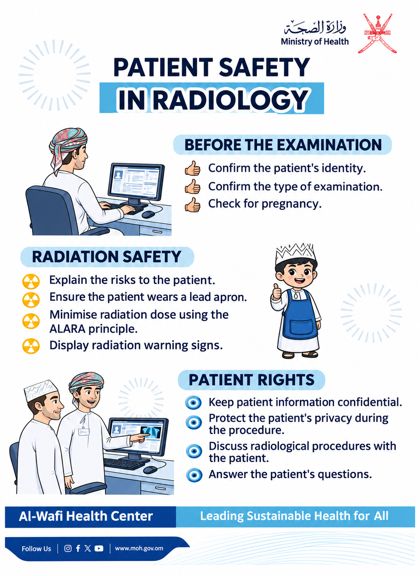 وزارة الصحة
Ministry of Health
PATIENT SAFETY
IN RADIOLOGY
BEFORE THE EXAMINATION
Confirm the patient's identity.
Confirm the type of examination.
Check for pregnancy.
RADIATION SAFETY
Explain the risks to the patient.
Ensure the patient wears a lead apron.
Minimise radiation dose using the
ALARA principle.
Display radiation warning signs.
PATIENT RIGHTS
Keep patient information confidential.
Protect the patient's privacy during
the procedure.
Discuss radiological procedures with
the patient.
Answer the patient's questions.
Al-Wafi Health Center
Leading Sustainable Health for All
Follow Us
www.moh.gov.om